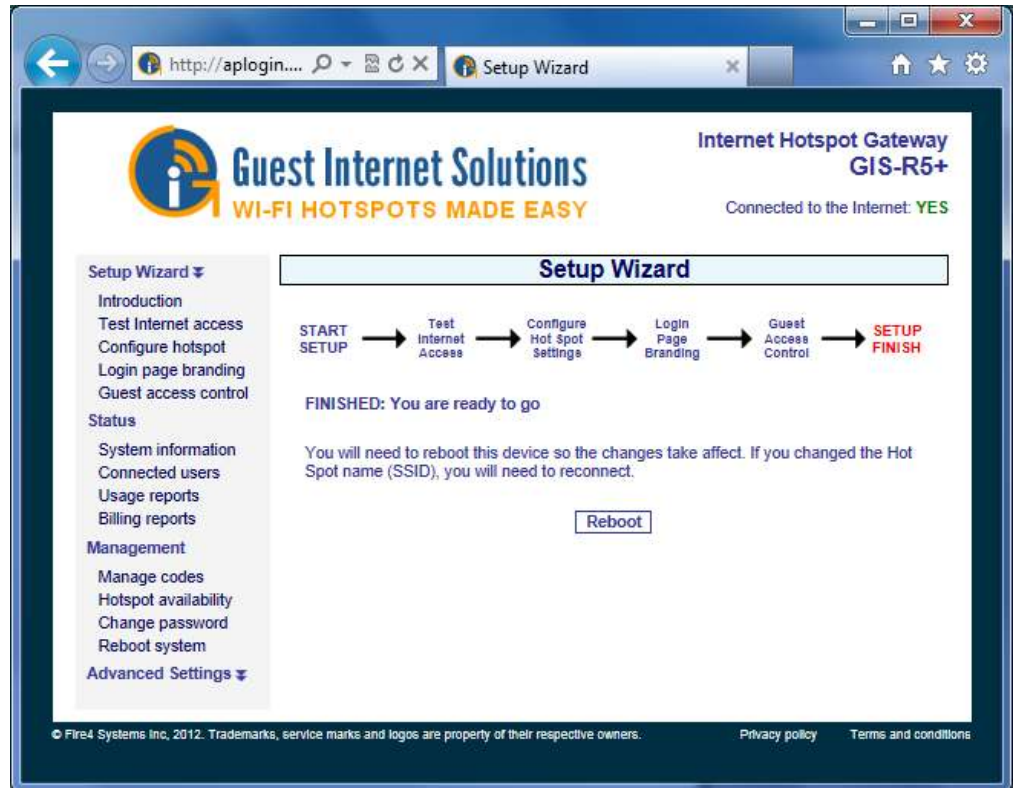 http://aplogin....
Setup Wizard
Guest Internet Solutions
WI-FI HOTSPOTS MADE EASY
Internet Hotspot Gateway
GIS-R5+
Connected to the Internet: YES
Setup Wizard
Introduction
Test Internet access
Configure hotspot
Login page branding
Guest access control
Status
System information
Connected users
Usage reports
Billing reports
Management
Manage codes
Hotspot availability
Change password
Reboot system
Advanced Settings
Setup Wizard
START
SETUP
Test
Internet
Access
Configure
Hot Spot
Settings
Login
Page
Branding
Guest
Access
Control
SETUP
FINISH
FINISHED: You are ready to go
You will need to reboot this device so the changes take affect. If you changed the Hot
Spot name (SSID), you will need to reconnect.
Reboot
© Fire4 Systems Inc, 2012. Trademarks, service marks and logos are property of their respective owners.
Privacy policy
Terms and conditions